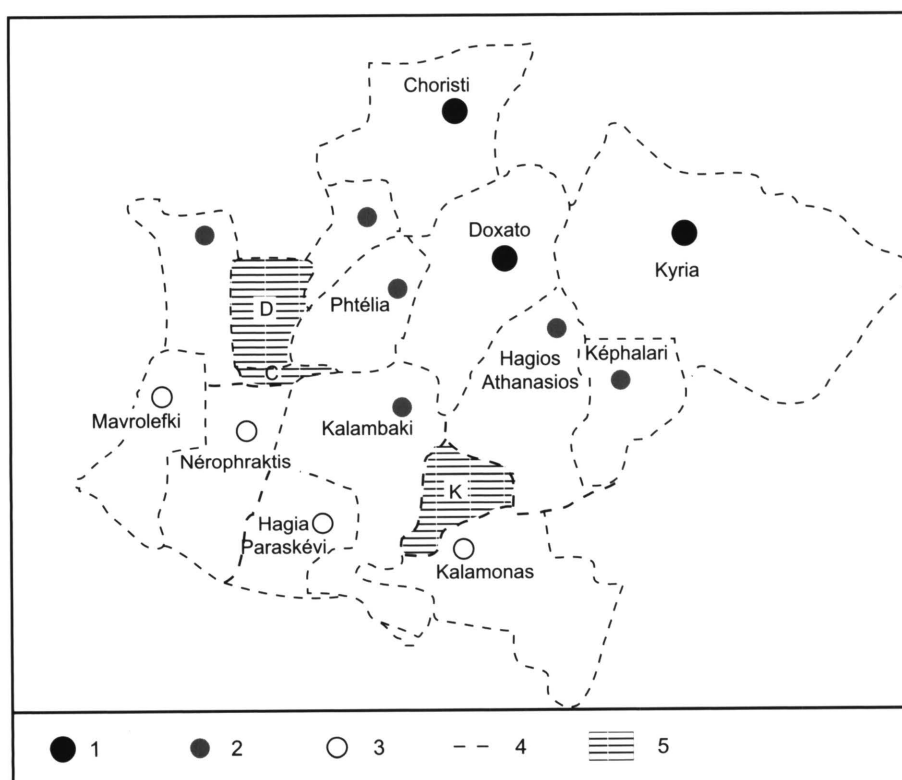 Choristi
Doxato
Kyria
Phtélia
D
Hagios
Athanasios
Képhalari
C
Mavrolefki
Kalambaki
Nérophraktis
K
Hagia
Paraskévi
Kalamonas
1 2 3 4 5